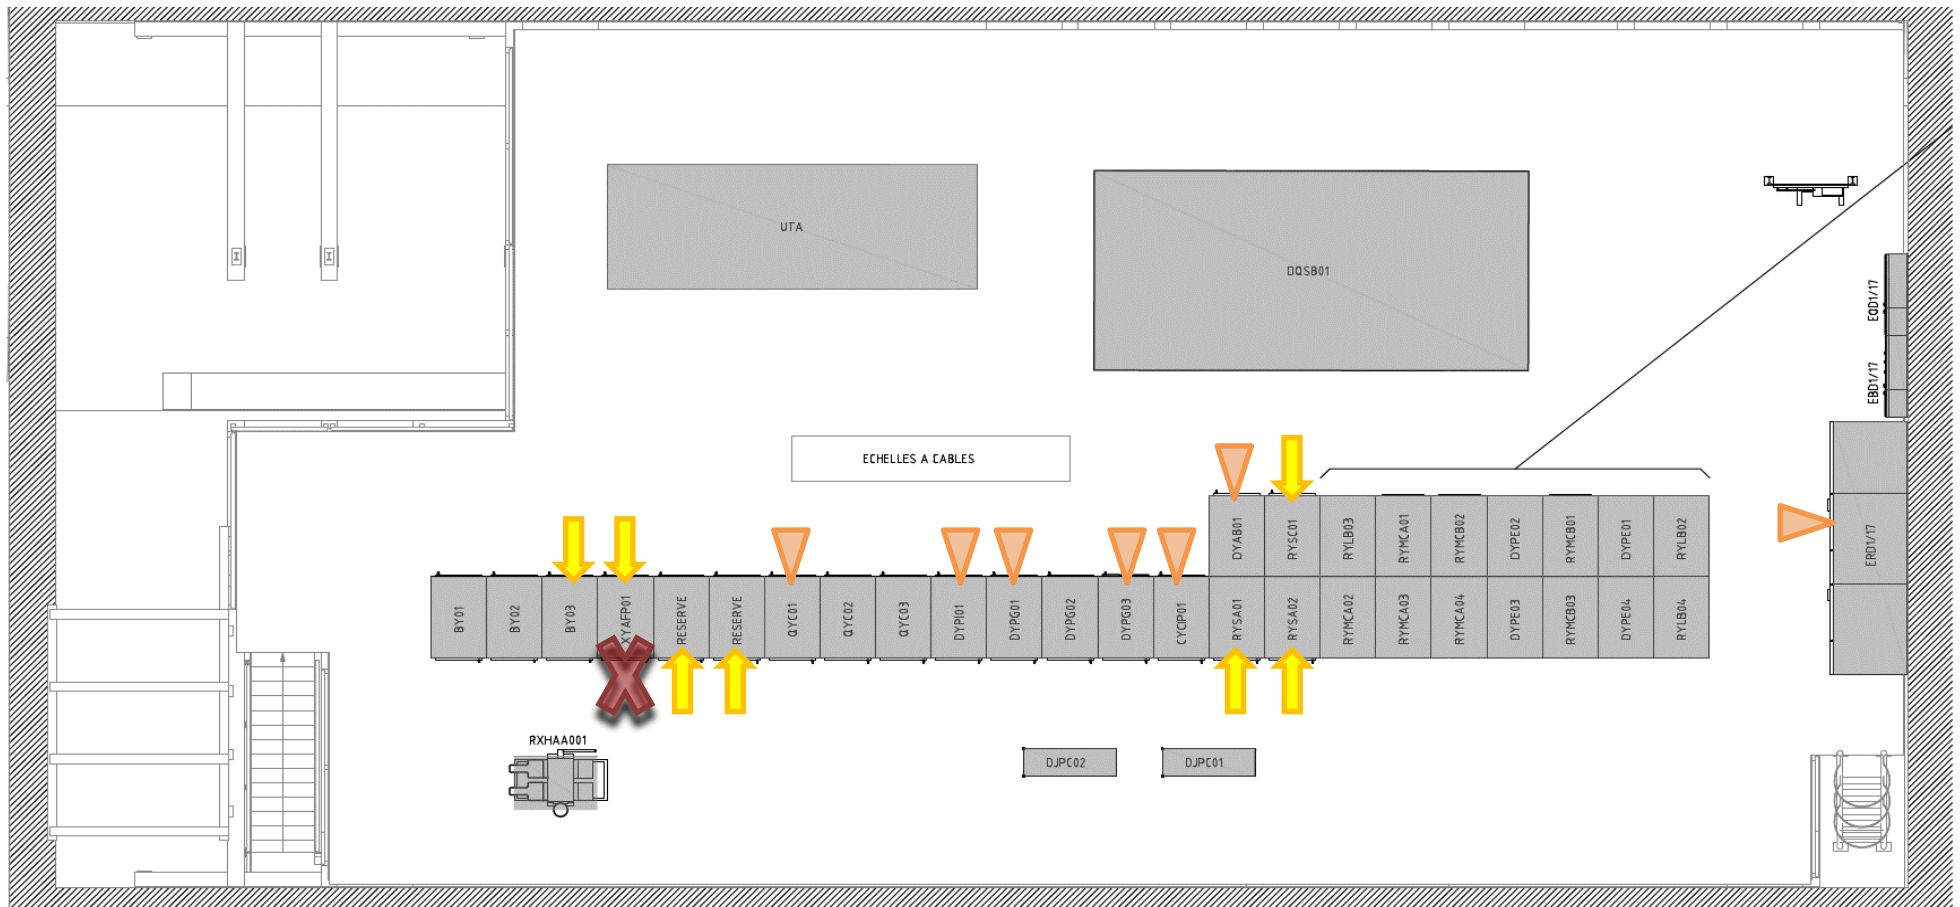 UTA
DQSB01
EQD1/17
EBD1/17
ECHELLES A CABLES
DYAB01
RYSC01
RYLB03
RYMCA01
RYMCB02
DYPE02
RYMCB01
DYPE01
RYLB02
ERD1/17
BY01
BY02
BY03
XYAFP01
RESERVE
RESERVE
QYC01
QYC02
QYC03
DYPI01
DYPG01
DYPG02
DYPG03
CYCIP01
RYSA01
RYSA02
RYMCA02
RYMCA03
RYMCA04
DYPE03
RYMCB03
DYPE04
RYLB04
RXHAA001
DJPC02
DJPC01